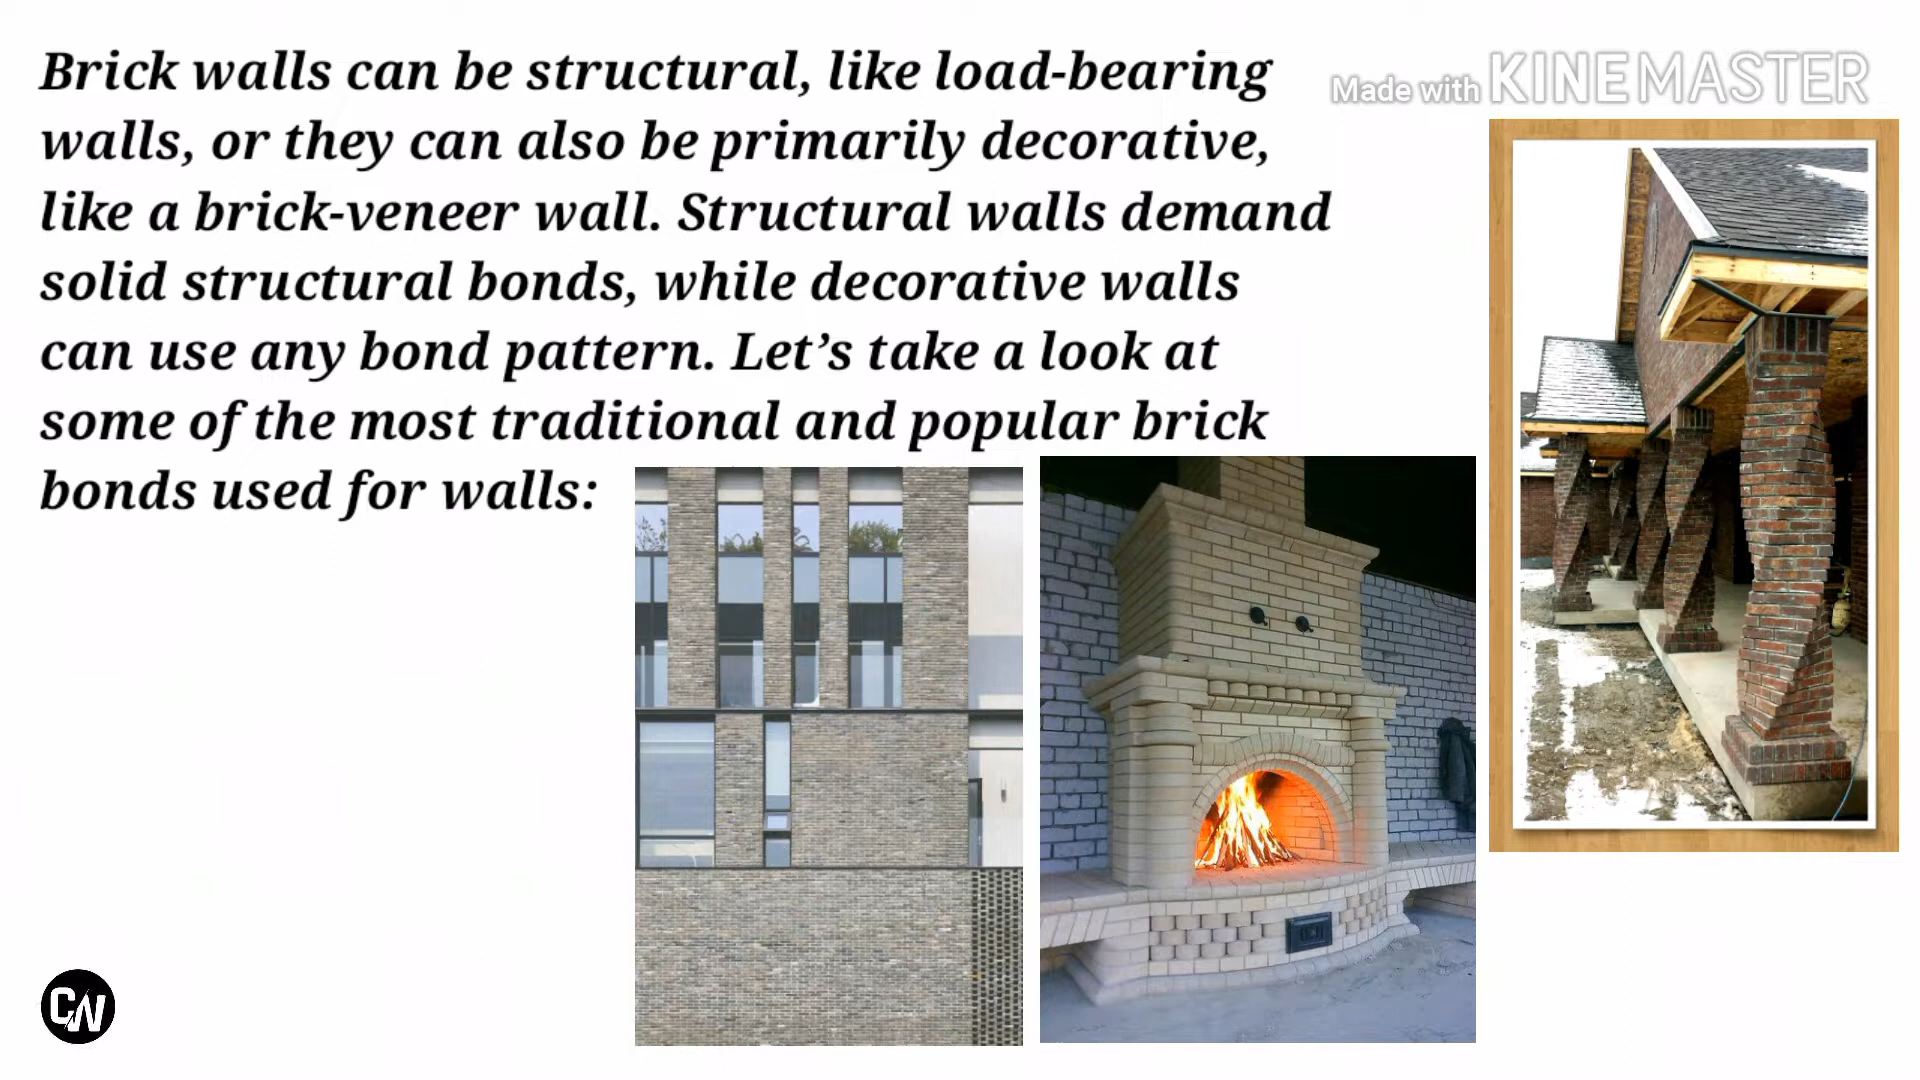 Brick walls can be structural, like load-bearing
walls, or they can also be primarily decorative,
like a brick-veneer wall. Structural walls demand
solid structural bonds, while decorative walls
can use any bond pattern. Let’s take a look at
some of the most traditional and popular brick
bonds used for walls:
Made with KINEMASTER
CW